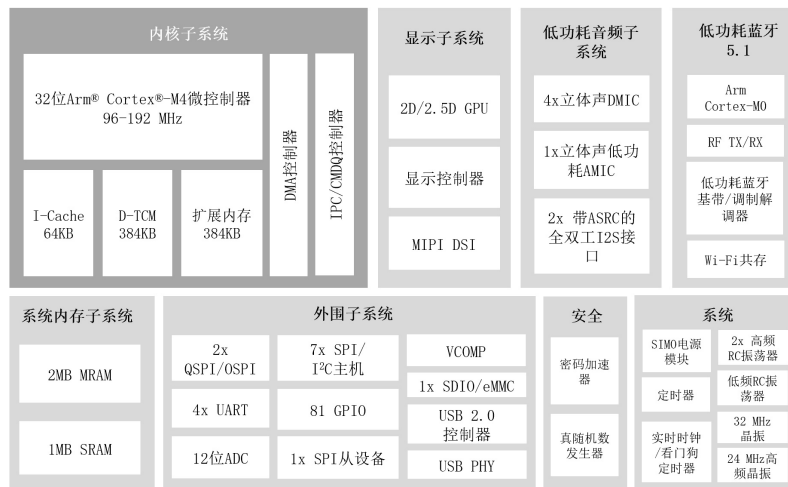 内核子系统
32位Arm® Cortex®-M4微控制器
96-192 MHz
I-Cache
64KB
D-TCM
384KB
扩展内存
384KB
DMA控制器
IPC/CMDQ控制器
显示子系统
2D/2.5D GPU
显示控制器
MIPI DSI
低功耗音频子
系统
4x立体声DMIC
1x立体声低功
耗AMIC
2x 带ASRC的
全双工I2S接
口
低功耗蓝牙
5.1
Arm
Cortex-M0
RF TX/RX
低功耗蓝牙
基带/调制解
调器
Wi-Fi共存
系统内存子系统
2MB MRAM
1MB SRAM
外围子系统
2x
QSPI/OSPI
7x SPI/
I²C主机
VCOMP
1x SDIO/eMMC
4x UART
81 GPIO
USB 2.0
控制器
12位ADC
1x SPI从设备
USB PHY
安全
密码加速
器
真随机数
发生器
系统
SIMO电源
模块
2x 高频
RC振荡器
定时器
低频RC振
荡器
实时时钟
/看门狗
定时器
32 MHz
晶振
24 MHz高
频晶振